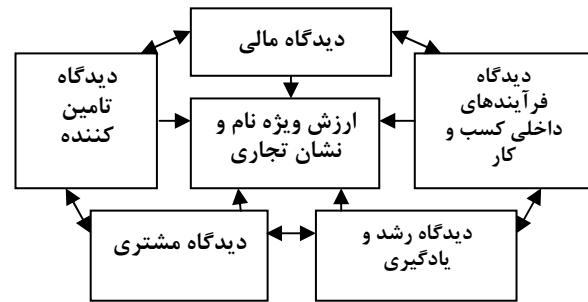 دیدگاه مالی
دیدگاه
فرآیندهای
داخلی کسب و
کار
ارزش ویژه نام و
نشان تجاری
دیدگاه
تامین
کننده
دیدگاه رشد و
یادگیری
دیدگاه مشتری